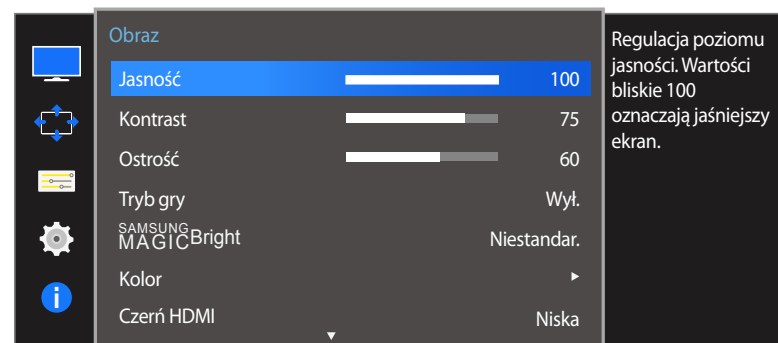 Obraz
Jasność 100
Kontrast 75
Ostrość 60
Tryb gry Wył.
SAMSUNG
MAGICBright Niestandar.
Kolor
Czerń HDMI Niska
Regulacja poziomu
jasności. Wartości
bliskie 100
oznaczają jaśniejszy
ekran.